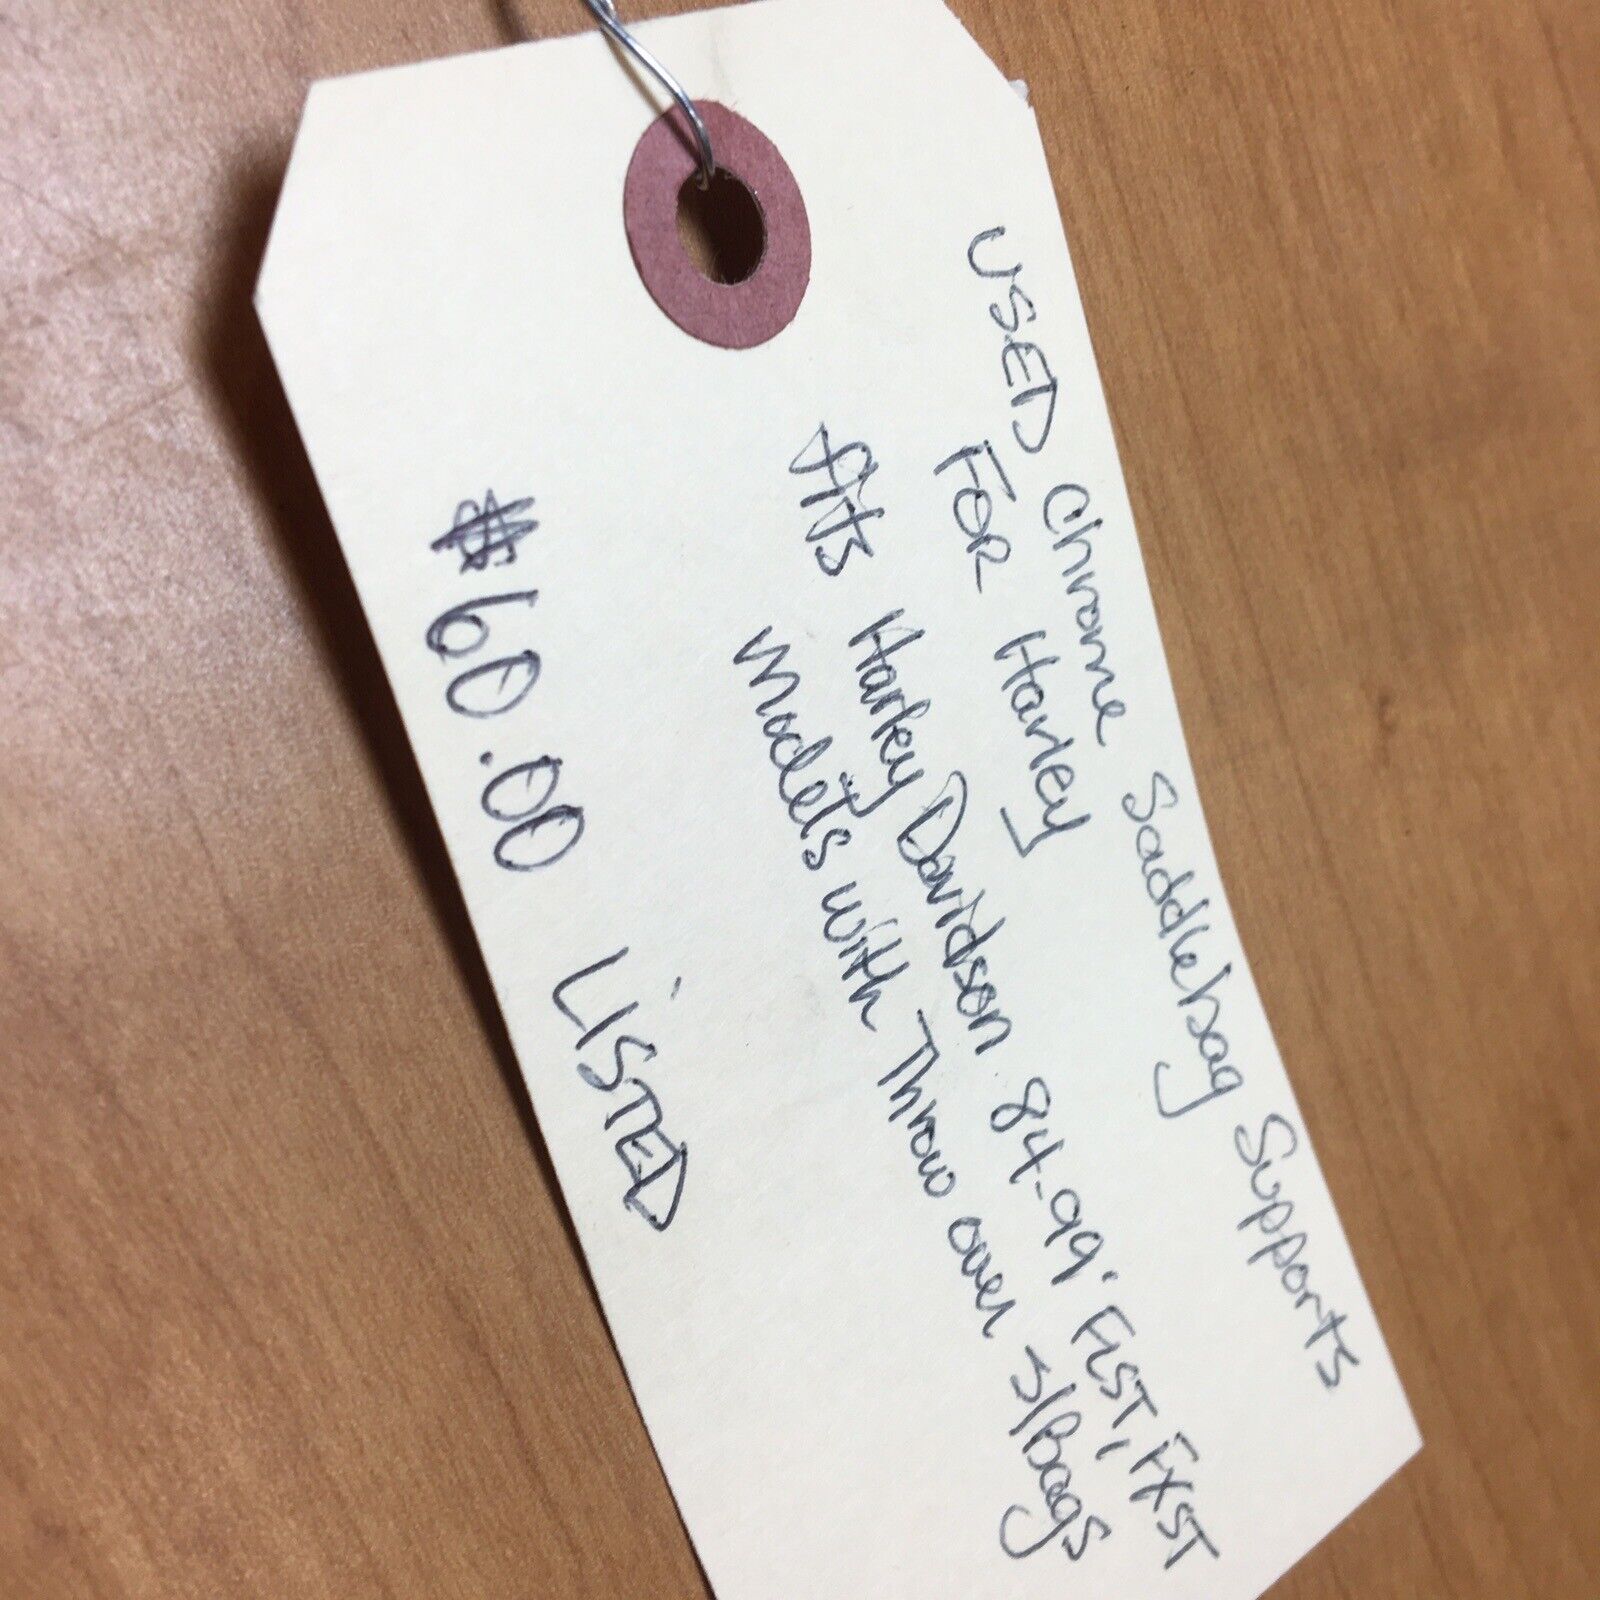 USED Chrome Saddlebag Supports
FOR Harley
fits Harley Davidson 84-99' FLST, FXST
models with Throw over s/Bags
$60.00 LISTED